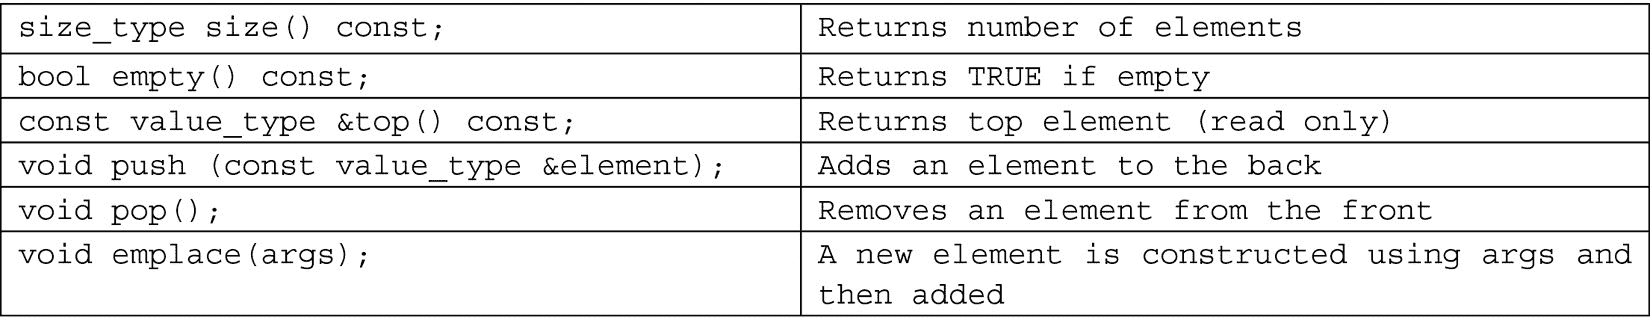 size_type size() const; Returns number of elements
bool empty() const; Returns TRUE if empty
const value_type &top() const; Returns top element (read only)
void push (const value_type &element); Adds an element to the back
void pop(); Removes an element from the front
void emplace(args); A new element is constructed using args and
then added